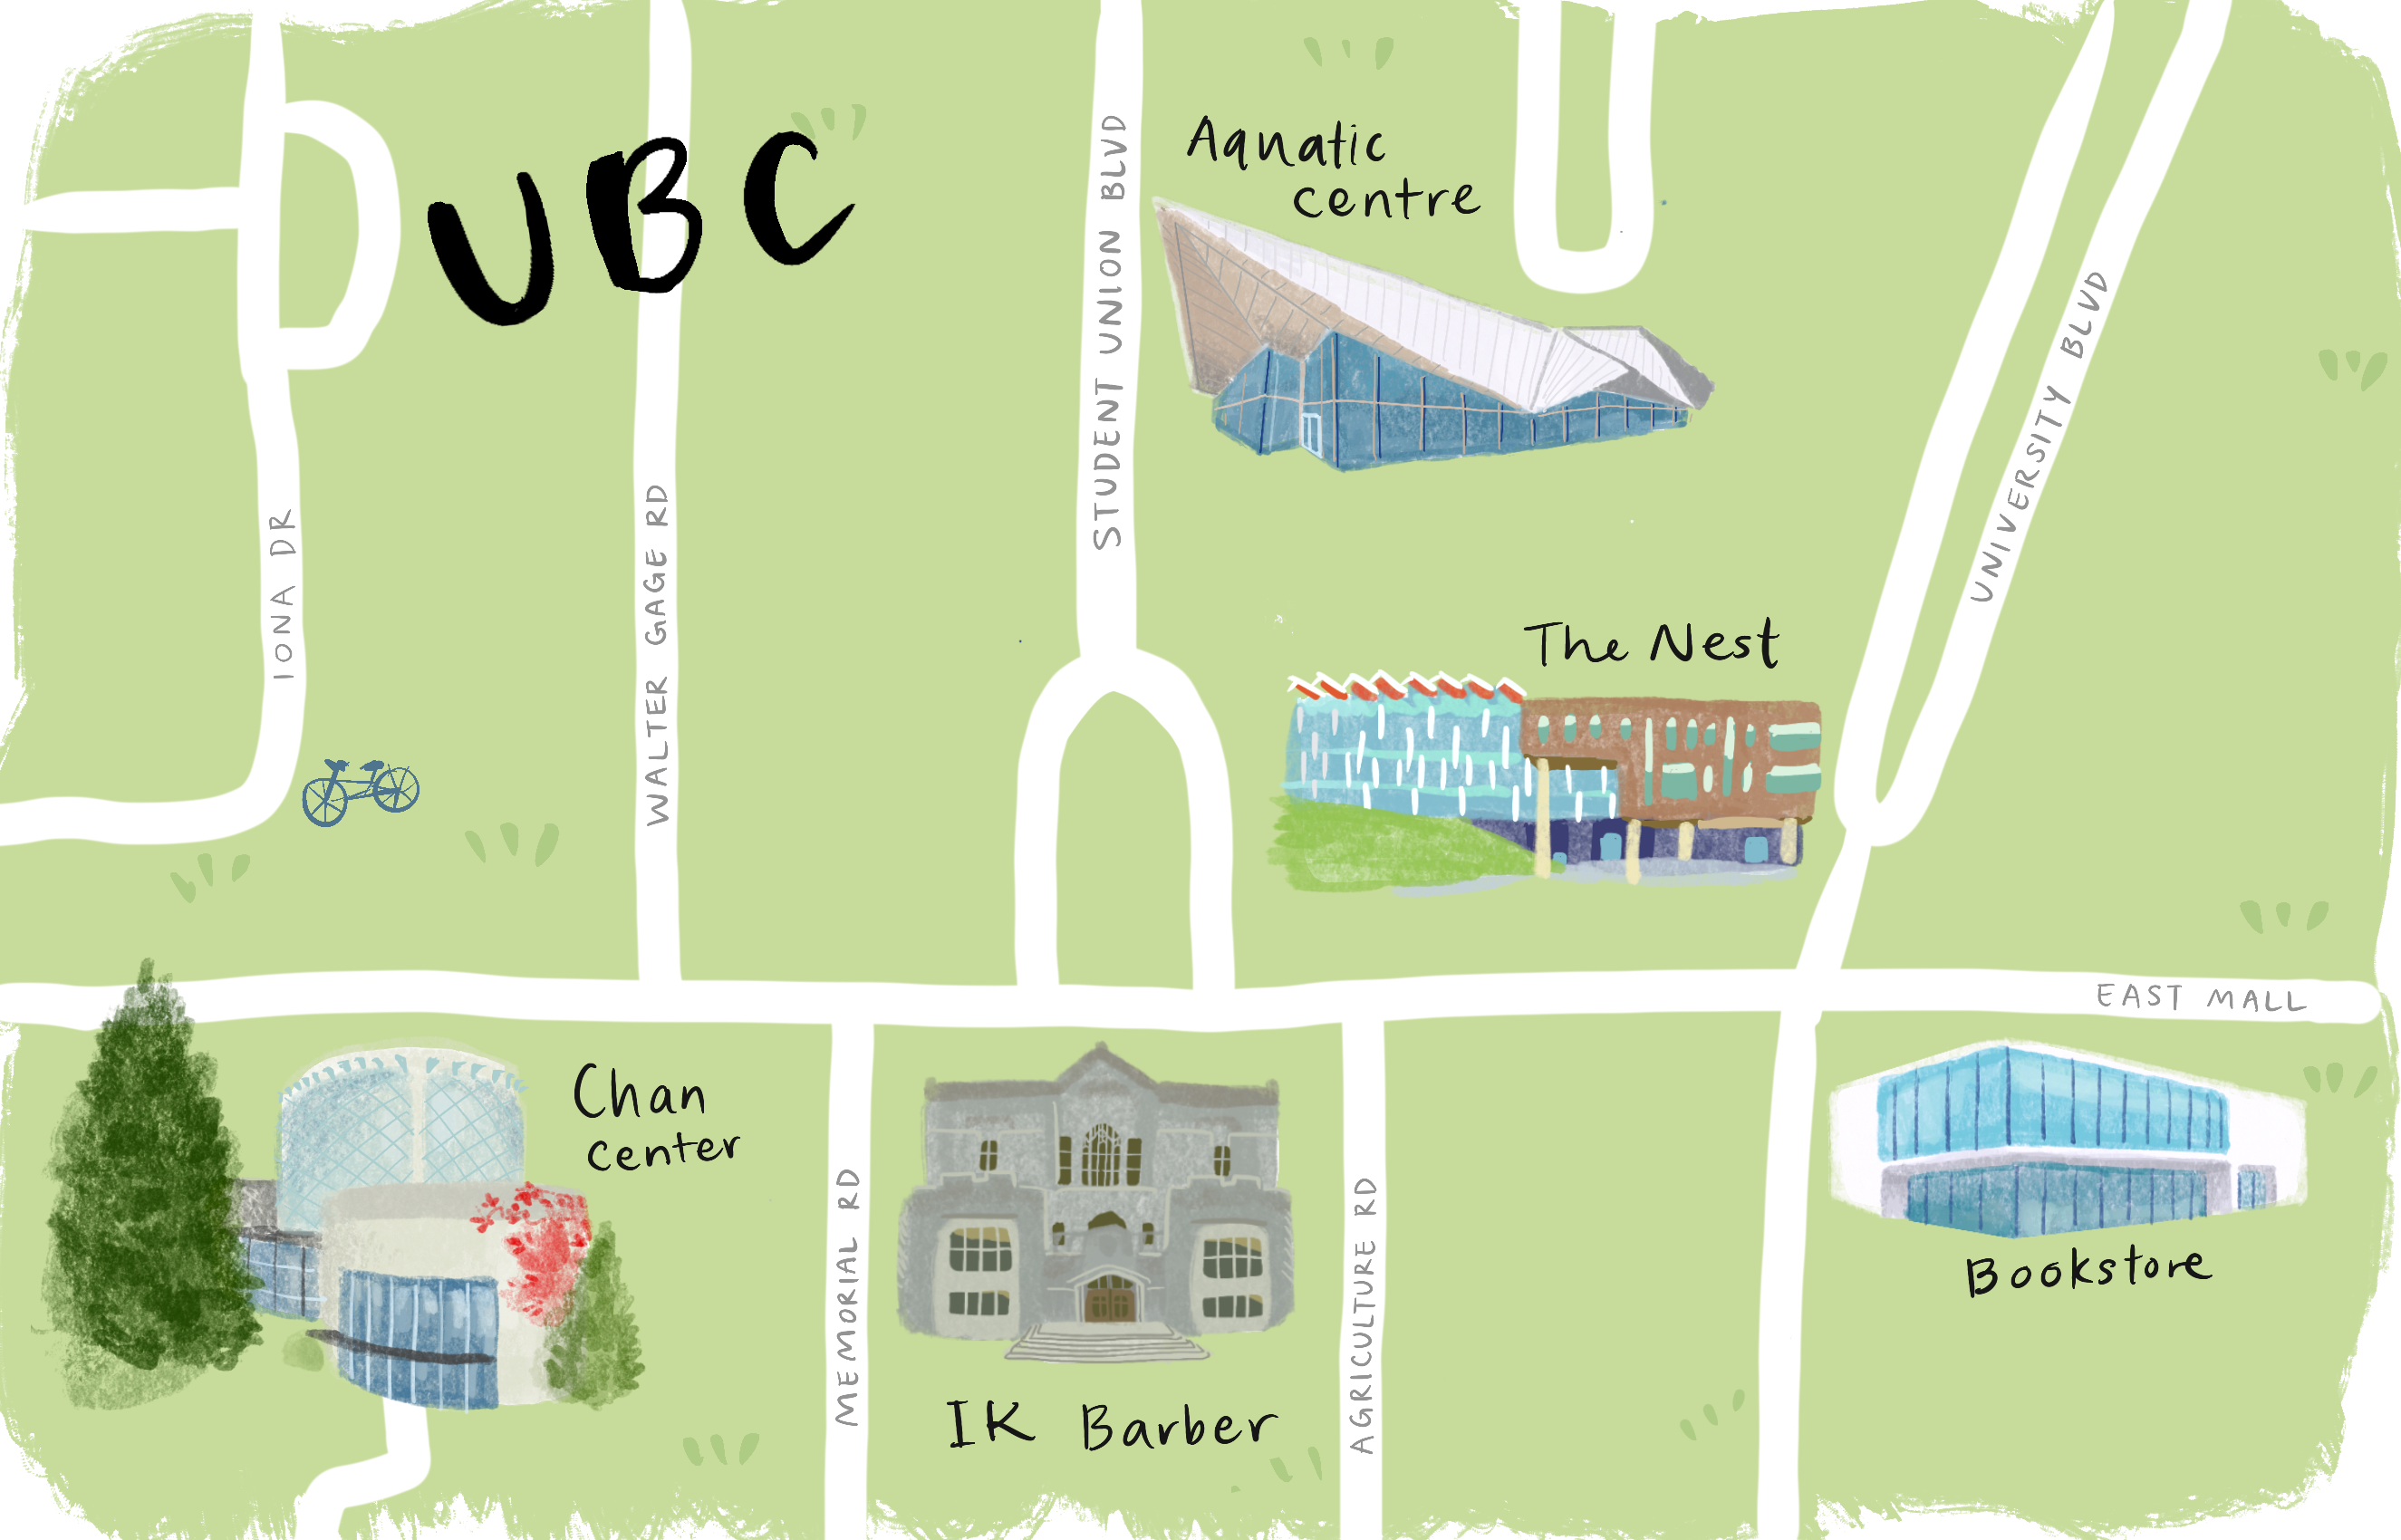 UBC
Aquatic
centre
STUDENT UNION BLVD
UNIVERSITY BLVD
IONA DR
WALTER GAGE RD
The Nest
EAST MALL
Chan
center
MEMORIAL RD
IK Barber
AGRICULTURE RD
Bookstore